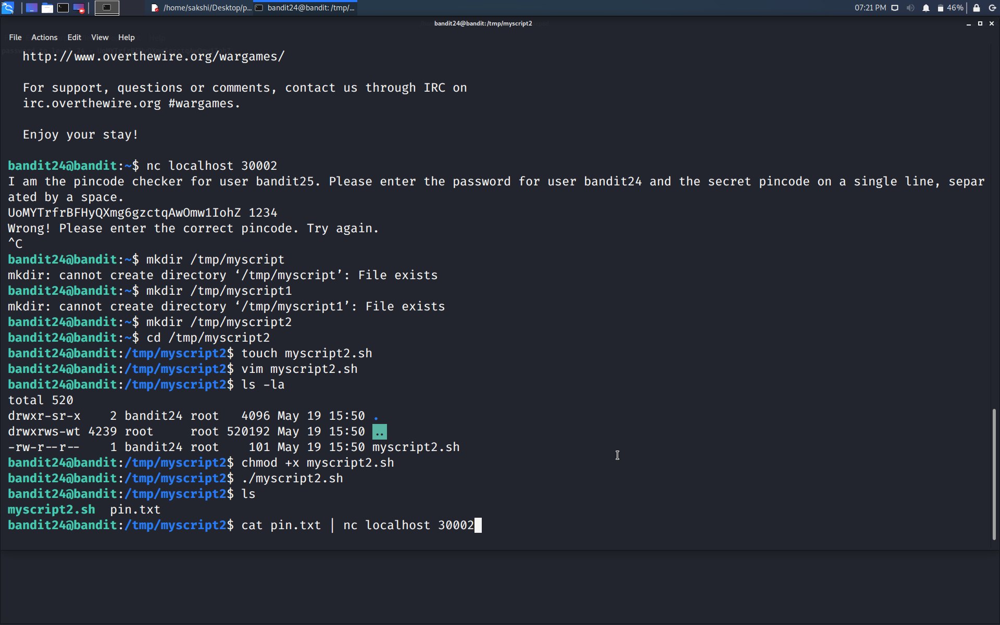 /home/sakshi/Desktop/p... bandit24@bandit: /tmp/... 07:21 PM 46%
bandit24@bandit:/tmp/myscript2
File Actions Edit View Help
http://www.overthewire.org/wargames/
For support, questions or comments, contact us through IRC on
irc.overthewire.org #wargames.
Enjoy your stay!
bandit24@bandit:~$ nc localhost 30002
I am the pincode checker for user bandit25. Please enter the password for user bandit24 and the secret pincode on a single line, separ
ated by a space.
UoMYTrfrBFHyQXmg6gzctqAwOmw1IohZ 1234
Wrong! Please enter the correct pincode. Try again.
^C
bandit24@bandit:~$ mkdir /tmp/myscript
mkdir: cannot create directory ‘/tmp/myscript’: File exists
bandit24@bandit:~$ mkdir /tmp/myscript1
mkdir: cannot create directory ‘/tmp/myscript1’: File exists
bandit24@bandit:~$ mkdir /tmp/myscript2
bandit24@bandit:~$ cd /tmp/myscript2
bandit24@bandit:/tmp/myscript2$ touch myscript2.sh
bandit24@bandit:/tmp/myscript2$ vim myscript2.sh
bandit24@bandit:/tmp/myscript2$ ls -la
total 520
drwxr-sr-x    2 bandit24 root   4096 May 19 15:50 .
drwxrws-wt 4239 root     root 520192 May 19 15:50 ..
-rw-r--r--    1 bandit24 root    101 May 19 15:50 myscript2.sh
bandit24@bandit:/tmp/myscript2$ chmod +x myscript2.sh
bandit24@bandit:/tmp/myscript2$ ./myscript2.sh
bandit24@bandit:/tmp/myscript2$ ls
myscript2.sh  pin.txt
bandit24@bandit:/tmp/myscript2$ cat pin.txt | nc localhost 30002